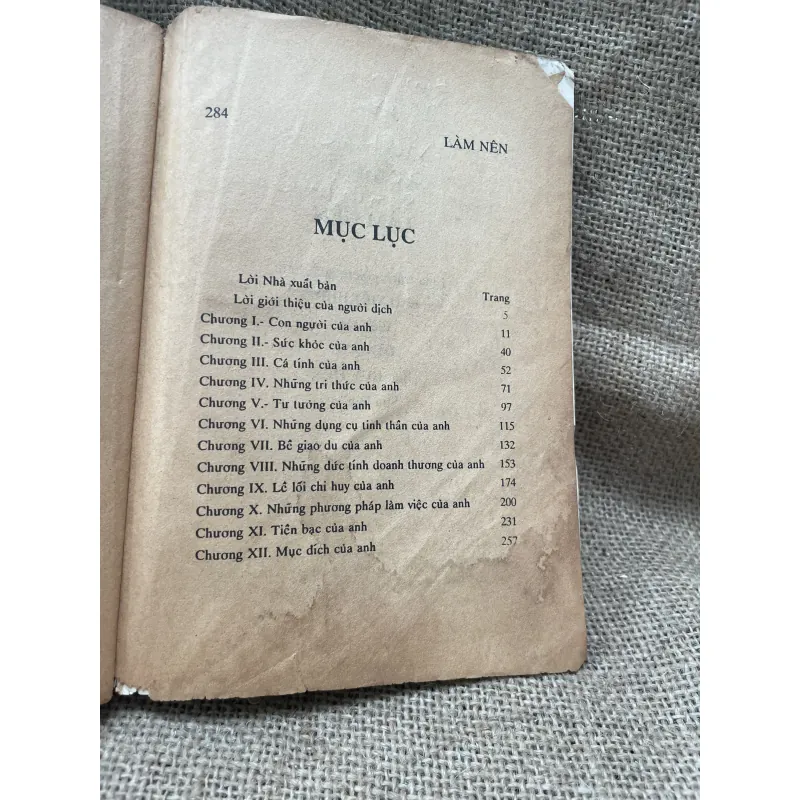 284
LÀM NÊN
MỤC LỤC
Trang
Lời Nhà xuất bản 5
Lời giới thiệu của người dịch 11
Chương I.- Con người của anh 40
Chương II.- Sức khỏe của anh 52
Chương III. Cá tính của anh 71
Chương IV. Những tri thức của anh 97
Chương V.- Tư tưởng của anh 115
Chương VI. Những dụng cụ tinh thần của anh 132
Chương VII. Bề giao du của anh 153
Chương VIII. Những đức tính doanh thương của anh 174
Chương IX. Lề lối chỉ huy của anh 200
Chương X. Những phương pháp làm việc của anh 231
Chương XI. Tiền bạc của anh 257
Chương XII. Mục đích của anh